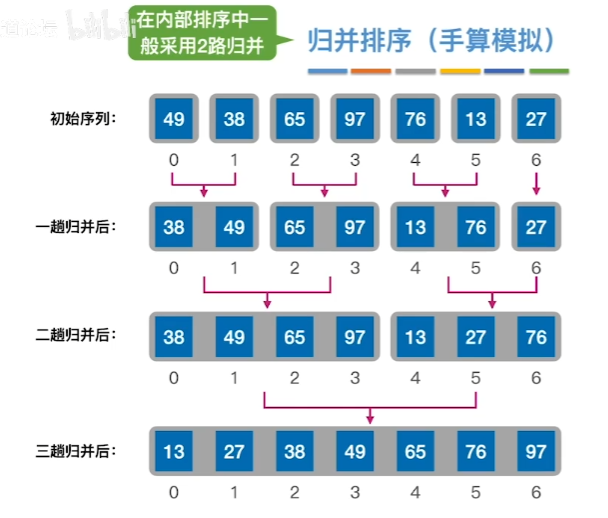 bilibili
在内部排序中一
般采用2路归并
归并排序（手算模拟）
初始序列： 49 38 65 97 76 13 27
0 1 2 3 4 5 6
一趟归并后： 38 49 65 97 13 76 27
0 1 2 3 4 5 6
二趟归并后： 38 49 65 97 13 27 76
0 1 2 3 4 5 6
三趟归并后： 13 27 38 49 65 76 97
0 1 2 3 4 5 6